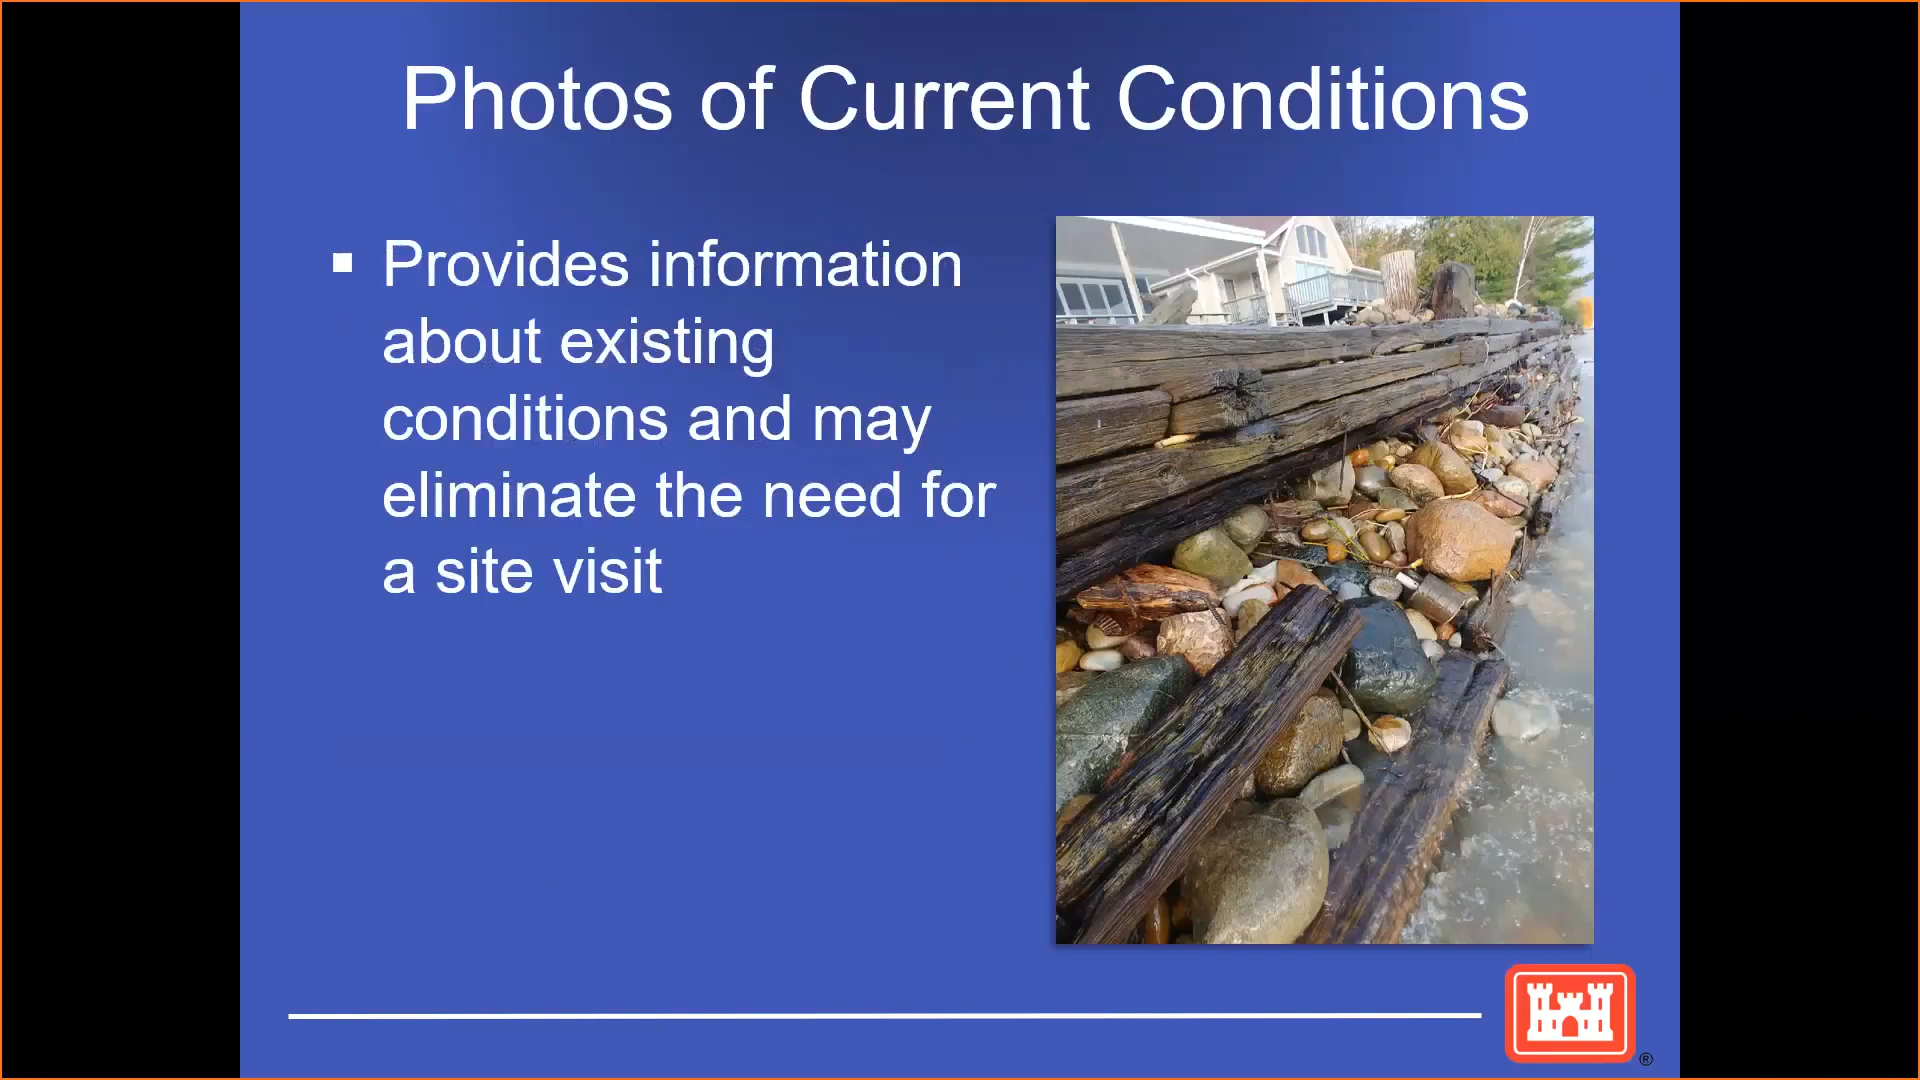 Photos of Current Conditions
▪ Provides information
about existing
conditions and may
eliminate the need for
a site visit
®